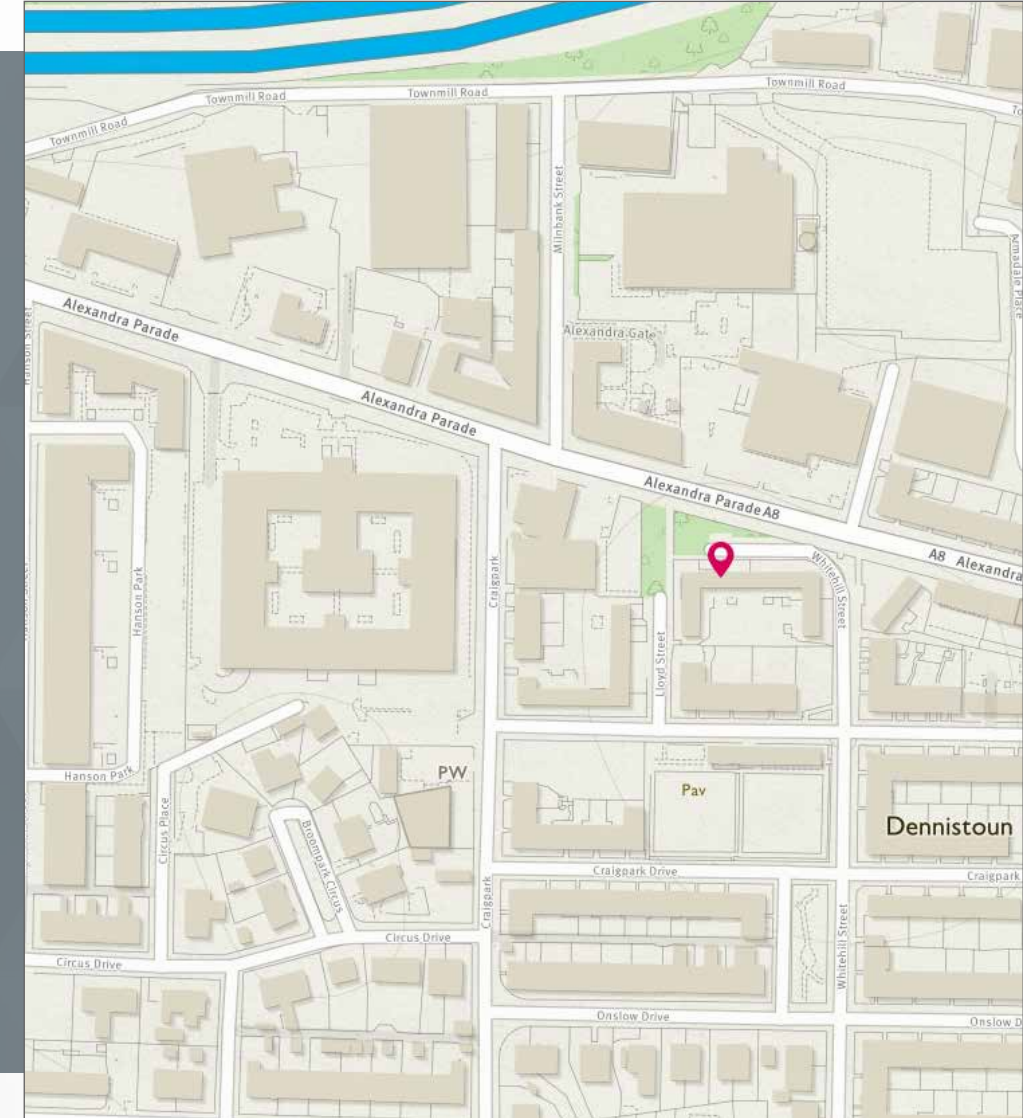 Townmill Road
Townmill Road
Townmill Road
Townmill Road
To
Milnbank Street
Armadale Place
Alexandra Parade
Hanson Street
Alexandra Gate
Alexandra Parade
Alexandra Parade A8
A8 Alexandra
Whitehill Street
Craigpark
Hanson Park
Lloyd Street
Hanson Park
PW
Pav
Dennistoun
Circus Place
Broompark Circus
Craigpark Drive
Craigpark
Craigpark
Circus Drive
Whitehill Street
Circus Drive
Onslow Drive
Onslow D